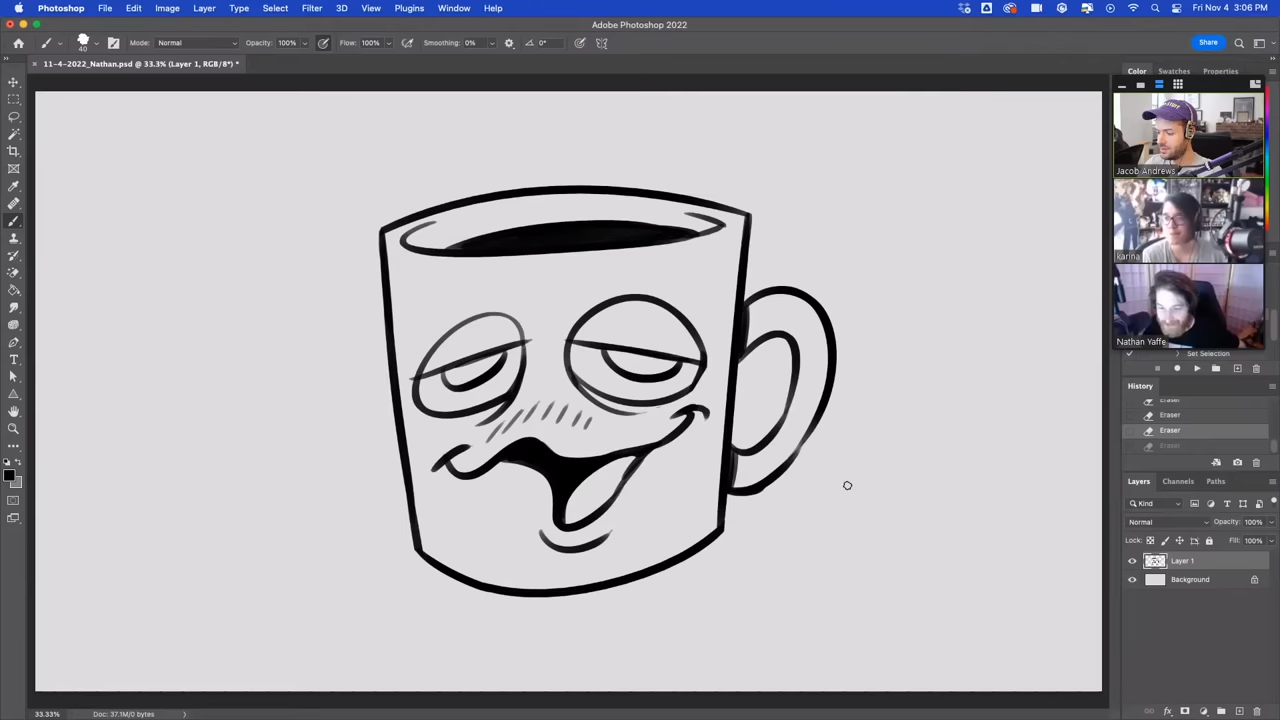 Photoshop File Edit Image Layer Type Select Filter 3D View Plugins Window Help Fri Nov 4 3:06 PM
Adobe Photoshop 2022
40 Mode: Normal Opacity: 100% Flow: 100% Smoothing: 0% 0° Share
11-4-2022_Nathan.psd @ 33.3% (Layer 1, RGB/8*) *
Color Swatches Properties
Jacob Andrews
karina
Nathan Yaffe
Set Selection
History
Eraser
Eraser
Eraser
Eraser
Layers Channels Paths
Kind
Normal Opacity: 100%
Lock: Fill: 100%
Layer 1
Background
33.33% Doc: 37.1M/0 bytes